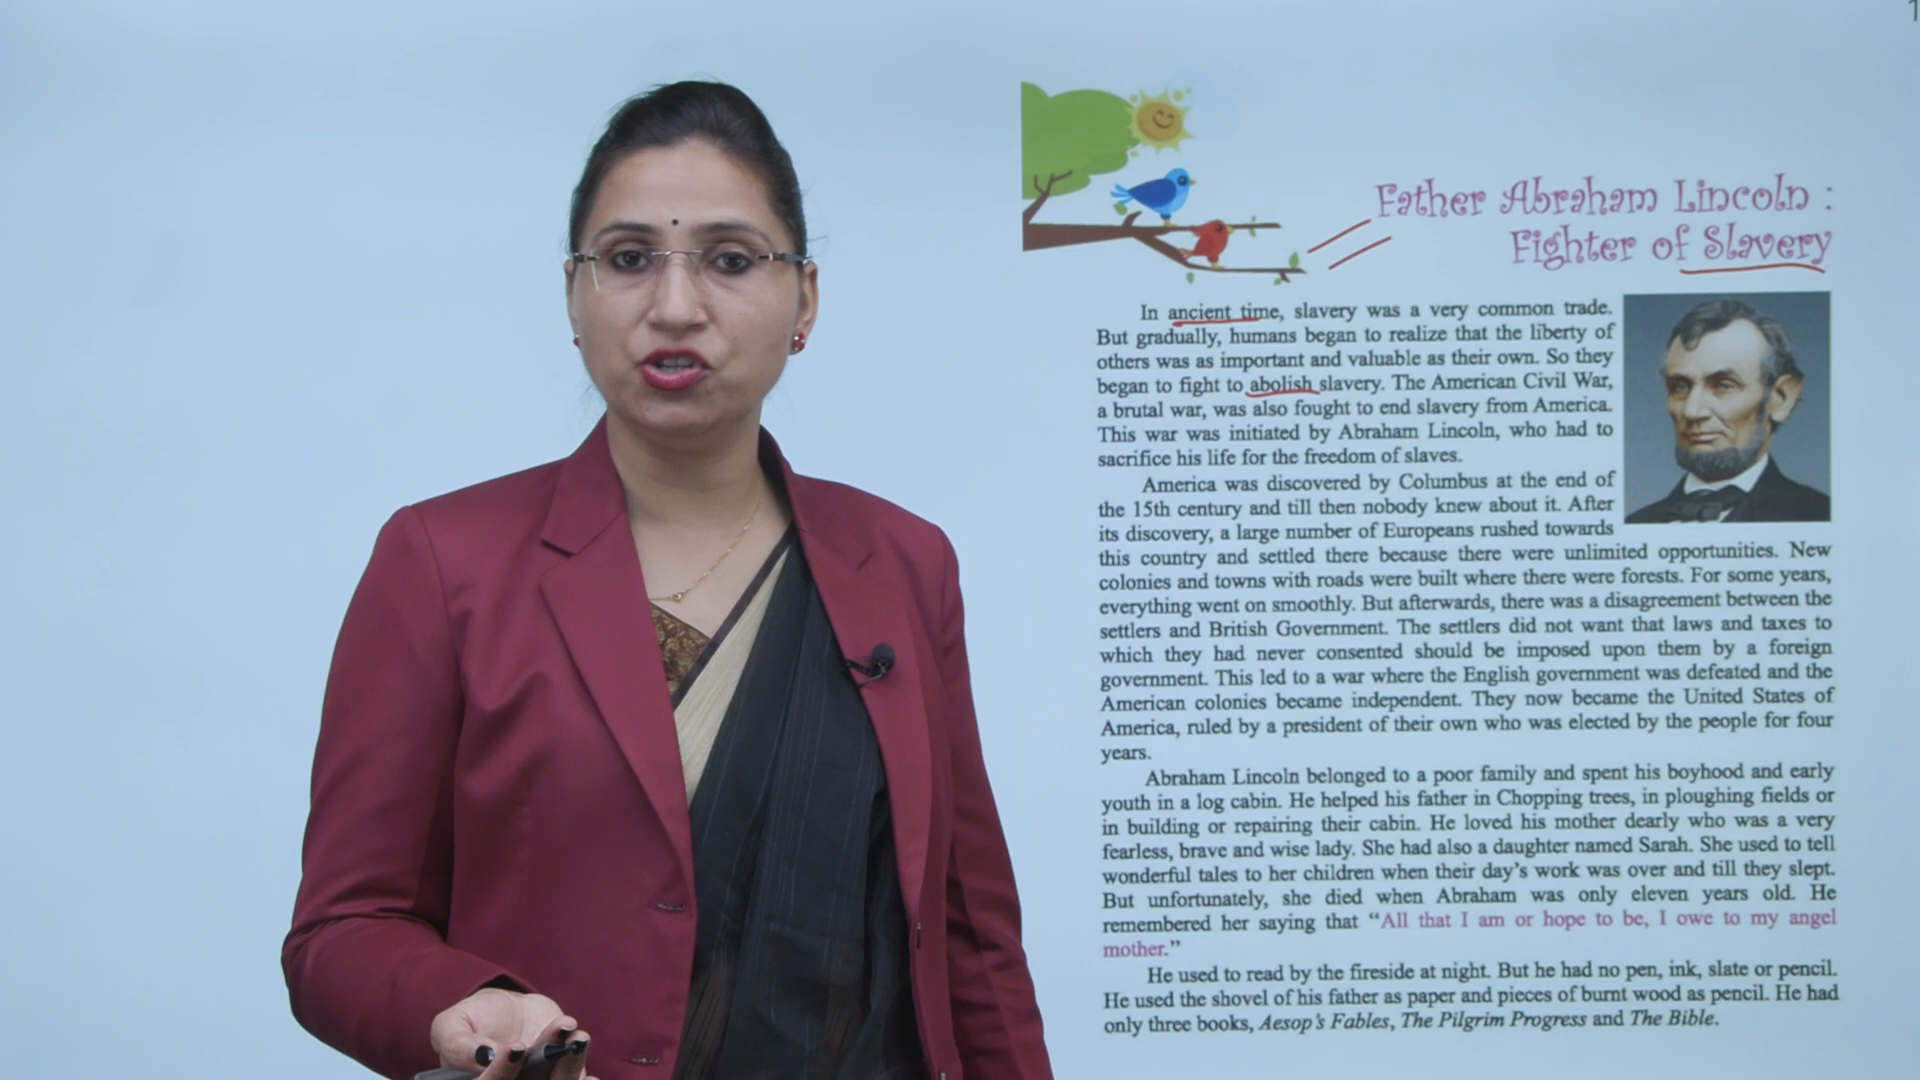 1
Father Abraham Lincoln :
Fighter of Slavery
In ancient time, slavery was a very common trade.
But gradually, humans began to realize that the liberty of
others was as important and valuable as their own. So they
began to fight to abolish slavery. The American Civil War,
a brutal war, was also fought to end slavery from America.
This war was initiated by Abraham Lincoln, who had to
sacrifice his life for the freedom of slaves.
America was discovered by Columbus at the end of
the 15th century and till then nobody knew about it. After
its discovery, a large number of Europeans rushed towards
this country and settled there because there were unlimited opportunities. New
colonies and towns with roads were built where there were forests. For some years,
everything went on smoothly. But afterwards, there was a disagreement between the
settlers and British Government. The settlers did not want that laws and taxes to
which they had never consented should be imposed upon them by a foreign
government. This led to a war where the English government was defeated and the
American colonies became independent. They now became the United States of
America, ruled by a president of their own who was elected by the people for four
years.
Abraham Lincoln belonged to a poor family and spent his boyhood and early
youth in a log cabin. He helped his father in Chopping trees, in ploughing fields or
in building or repairing their cabin. He loved his mother dearly who was a very
fearless, brave and wise lady. She had also a daughter named Sarah. She used to tell
wonderful tales to her children when their day's work was over and till they slept.
But unfortunately, she died when Abraham was only eleven years old. He
remembered her saying that “All that I am or hope to be, I owe to my angel
mother.”
He used to read by the fireside at night. But he had no pen, ink, slate or pencil.
He used the shovel of his father as paper and pieces of burnt wood as pencil. He had
only three books, Aesop's Fables, The Pilgrim Progress and The Bible.